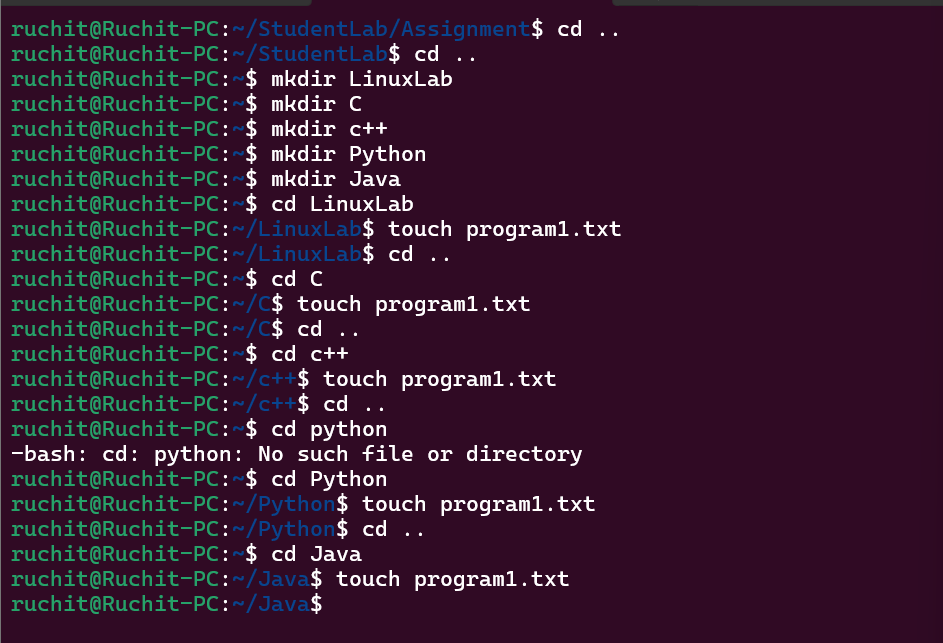 ruchit@Ruchit-PC:~/StudentLab/Assignment$ cd ..
ruchit@Ruchit-PC:~/StudentLab$ cd ..
ruchit@Ruchit-PC:~$ mkdir LinuxLab
ruchit@Ruchit-PC:~$ mkdir C
ruchit@Ruchit-PC:~$ mkdir c++
ruchit@Ruchit-PC:~$ mkdir Python
ruchit@Ruchit-PC:~$ mkdir Java
ruchit@Ruchit-PC:~$ cd LinuxLab
ruchit@Ruchit-PC:~/LinuxLab$ touch program1.txt
ruchit@Ruchit-PC:~/LinuxLab$ cd ..
ruchit@Ruchit-PC:~$ cd C
ruchit@Ruchit-PC:~/C$ touch program1.txt
ruchit@Ruchit-PC:~/C$ cd ..
ruchit@Ruchit-PC:~$ cd c++
ruchit@Ruchit-PC:~/c++$ touch program1.txt
ruchit@Ruchit-PC:~/c++$ cd ..
ruchit@Ruchit-PC:~$ cd python
-bash: cd: python: No such file or directory
ruchit@Ruchit-PC:~$ cd Python
ruchit@Ruchit-PC:~/Python$ touch program1.txt
ruchit@Ruchit-PC:~/Python$ cd ..
ruchit@Ruchit-PC:~$ cd Java
ruchit@Ruchit-PC:~/Java$ touch program1.txt
ruchit@Ruchit-PC:~/Java$